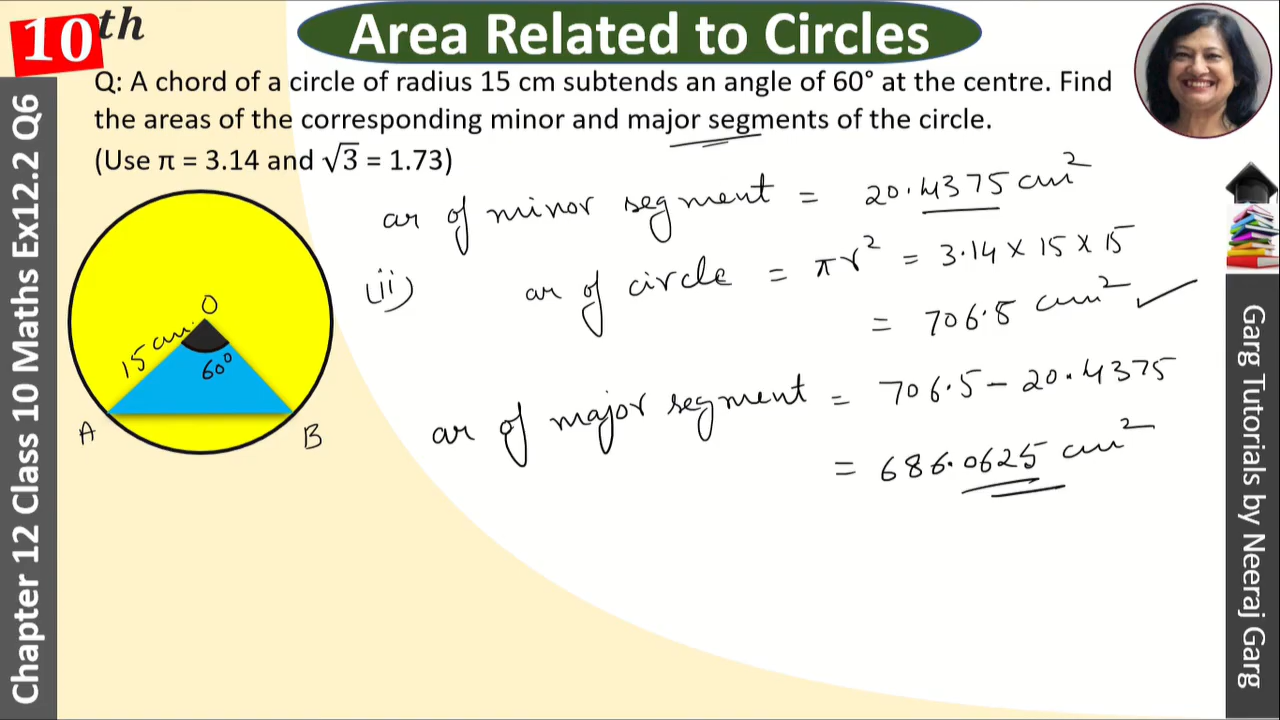 10th
Area Related to Circles
Q: A chord of a circle of radius 15 cm subtends an angle of 60° at the centre. Find
the areas of the corresponding minor and major segments of the circle.
(Use π = 3.14 and √3 = 1.73)
ar of minor segment = 20.4375 cm²
(ii) ar of circle = πr² = 3.14 × 15 × 15
= 706.5 cm²
ar of major segment = 706.5 - 20.4375
= 686.0625 cm²
O
15 cm
60°
A
B
Chapter 12 Class 10 Maths Ex12.2 Q6
Garg Tutorials by Neeraj Garg